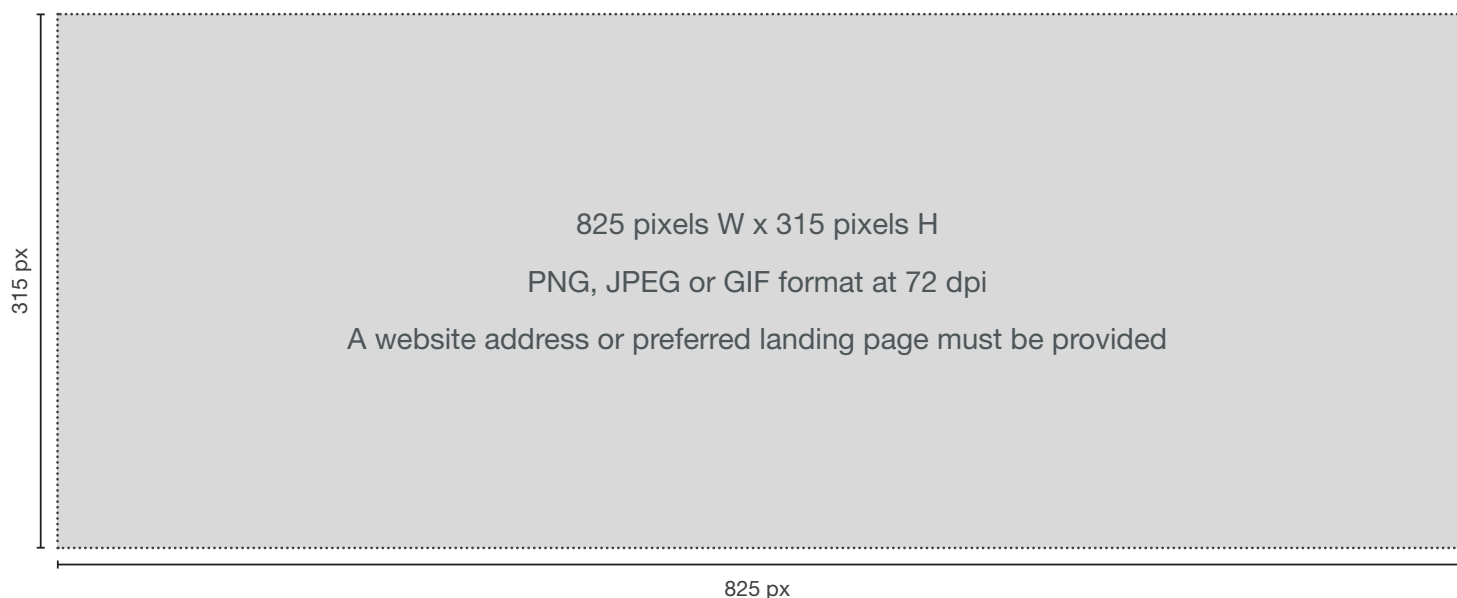 315 px
825 pixels W x 315 pixels H
PNG, JPEG or GIF format at 72 dpi
A website address or preferred landing page must be provided
825 px